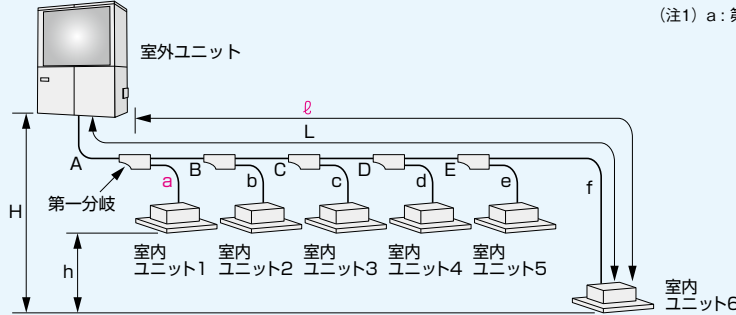 (注1) a : 第
室外ユニット
ℓ
L
A
B
C
D
E
a
b
c
d
e
f
第一分岐
H
h
室内
ユニット1
室内
ユニット2
室内
ユニット3
室内
ユニット4
室内
ユニット5
室内
ユニット6